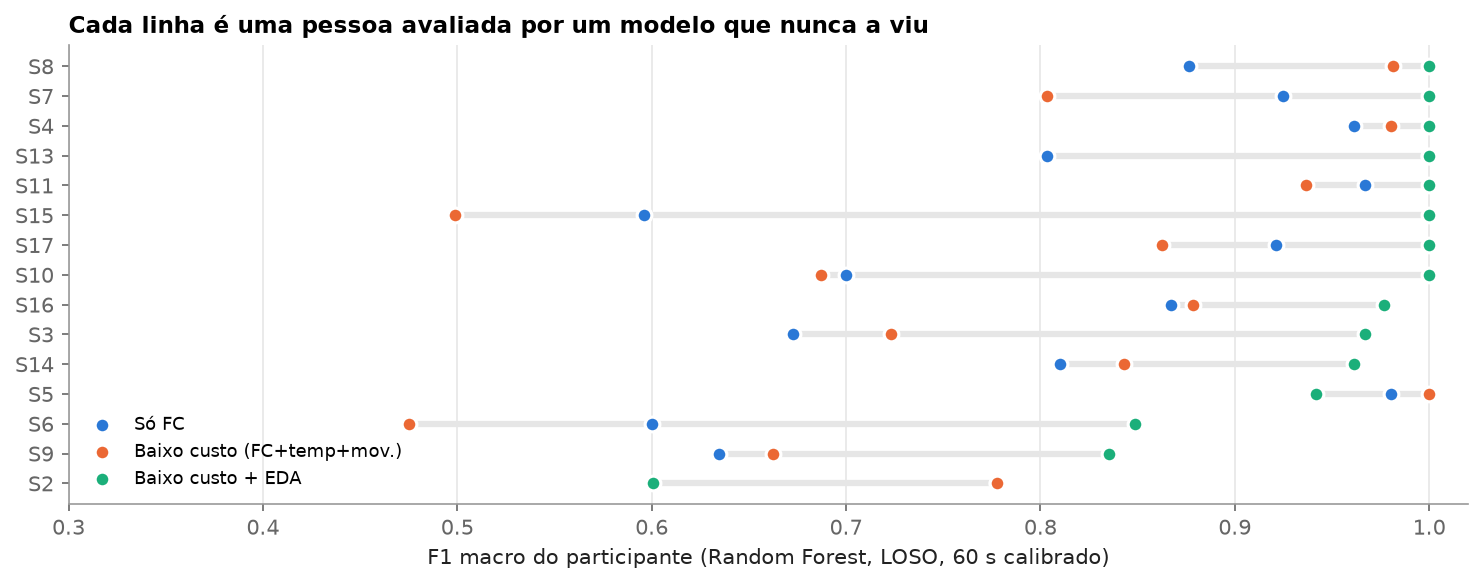 Cada linha é uma pessoa avaliada por um modelo que nunca a viu
S8
S7
S4
S13
S11
S15
S17
S10
S16
S3
S14
S5
S6
S9
S2
Só FC
Baixo custo (FC+temp+mov.)
Baixo custo + EDA
0.3 0.4 0.5 0.6 0.7 0.8 0.9 1.0
F1 macro do participante (Random Forest, LOSO, 60 s calibrado)